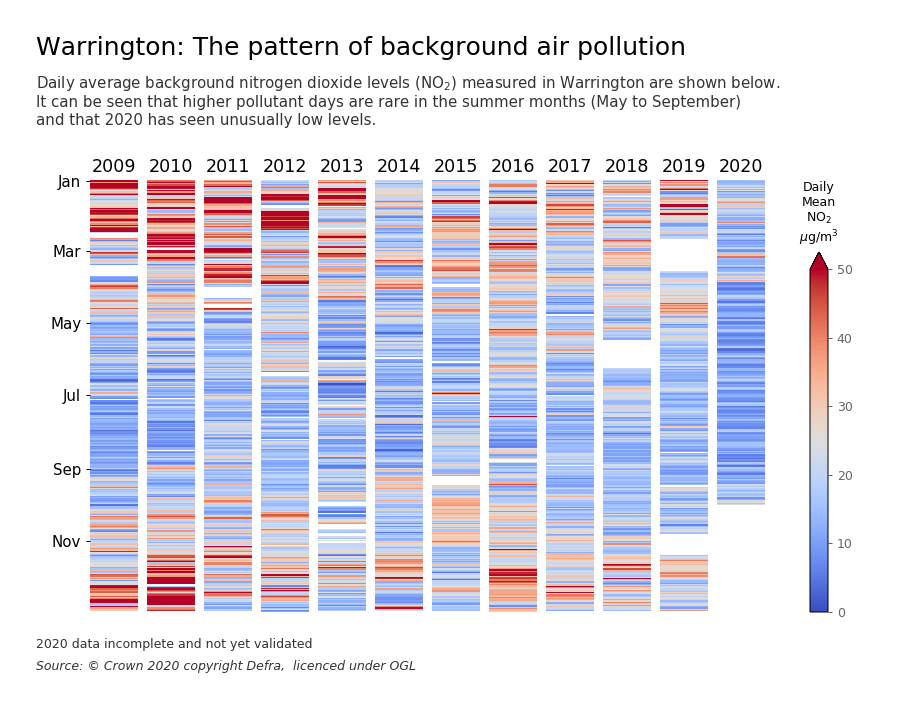 Warrington: The pattern of background air pollution
Daily average background nitrogen dioxide levels (NO₂) measured in Warrington are shown below.
It can be seen that higher pollutant days are rare in the summer months (May to September)
and that 2020 has seen unusually low levels.
2009 2010 2011 2012 2013 2014 2015 2016 2017 2018 2019 2020
Jan
Mar
May
Jul
Sep
Nov
Daily
Mean
NO₂
μg/m³
50
40
30
20
10
0
2020 data incomplete and not yet validated
Source: © Crown 2020 copyright Defra,  licenced under OGL